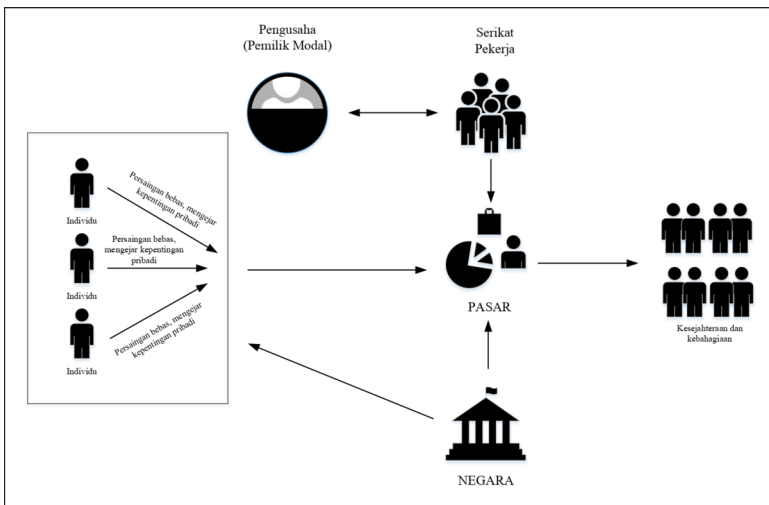 Pengusaha
(Pemilik Modal)
Serikat
Pekerja
Persaingan bebas, mengejar
kepentingan pribadi
Individu
Persaingan bebas,
mengejar kepentingan
pribadi
Individu
Persaingan bebas, mengejar
kepentingan pribadi
Individu
PASAR
Kesejahteraan dan
kebahagiaan
NEGARA